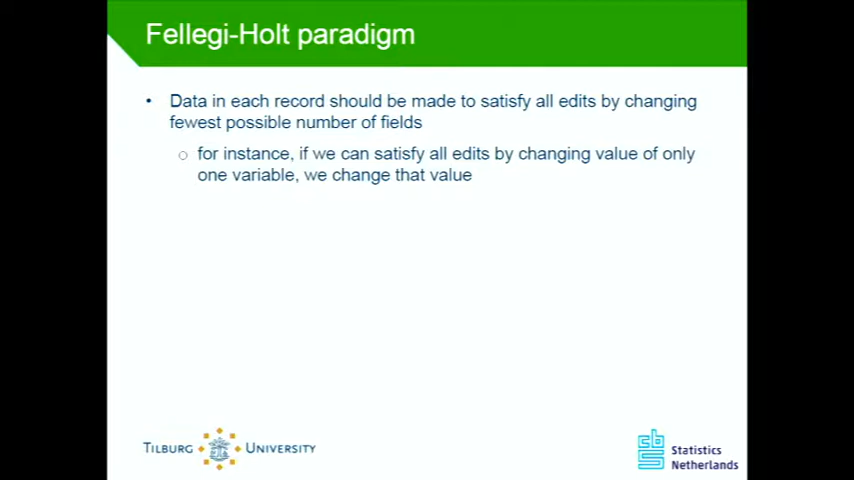 Fellegi-Holt paradigm
• Data in each record should be made to satisfy all edits by changing
fewest possible number of fields
○ for instance, if we can satisfy all edits by changing value of only
one variable, we change that value
TILBURG UNIVERSITY
cbs
Statistics
Netherlands